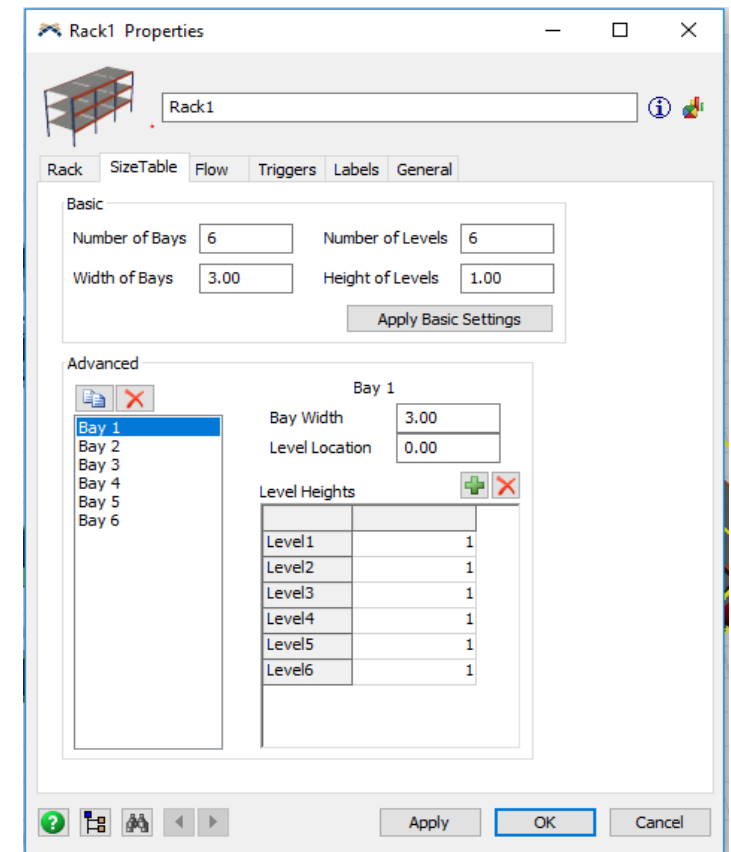 Rack1 Properties
Rack1
Rack SizeTable Flow Triggers Labels General
Basic
Number of Bays 6 Number of Levels 6
Width of Bays 3.00 Height of Levels 1.00
Apply Basic Settings
Advanced
Bay 1
Bay Width 3.00
Level Location 0.00
Bay 1
Bay 2
Bay 3
Bay 4
Bay 5
Bay 6
Level Heights
Level1 1
Level2 1
Level3 1
Level4 1
Level5 1
Level6 1
Apply OK Cancel